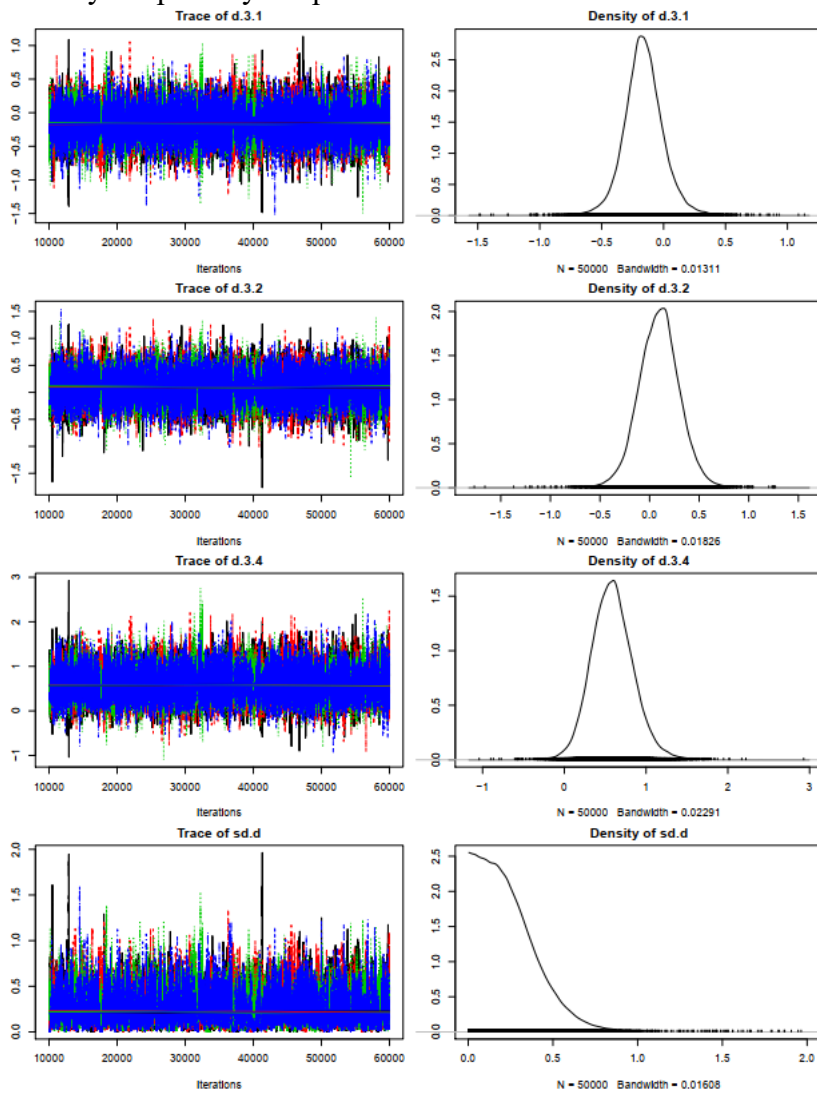 Trace of d.3.1
1.0
0.5
0.0
−0.5
−1.0
−1.5
10000 20000 30000 40000 50000 60000
Iterations
Density of d.3.1
2.5
2.0
1.5
1.0
0.5
0.0
−1.5 −1.0 −0.5 0.0 0.5 1.0
N = 50000 Bandwidth = 0.01311
Trace of d.3.2
1.5
0.5
−0.5
−1.5
10000 20000 30000 40000 50000 60000
Iterations
Density of d.3.2
2.0
1.5
1.0
0.5
0.0
−1.5 −1.0 −0.5 0.0 0.5 1.0 1.5
N = 50000 Bandwidth = 0.01826
Trace of d.3.4
3
2
1
0
−1
10000 20000 30000 40000 50000 60000
Iterations
Density of d.3.4
1.5
1.0
0.5
0.0
−1 0 1 2 3
N = 50000 Bandwidth = 0.02291
Trace of sd.d
2.0
1.5
1.0
0.5
0.0
10000 20000 30000 40000 50000 60000
Iterations
Density of sd.d
2.5
2.0
1.5
1.0
0.5
0.0
0.0 0.5 1.0 1.5 2.0
N = 50000 Bandwidth = 0.01608